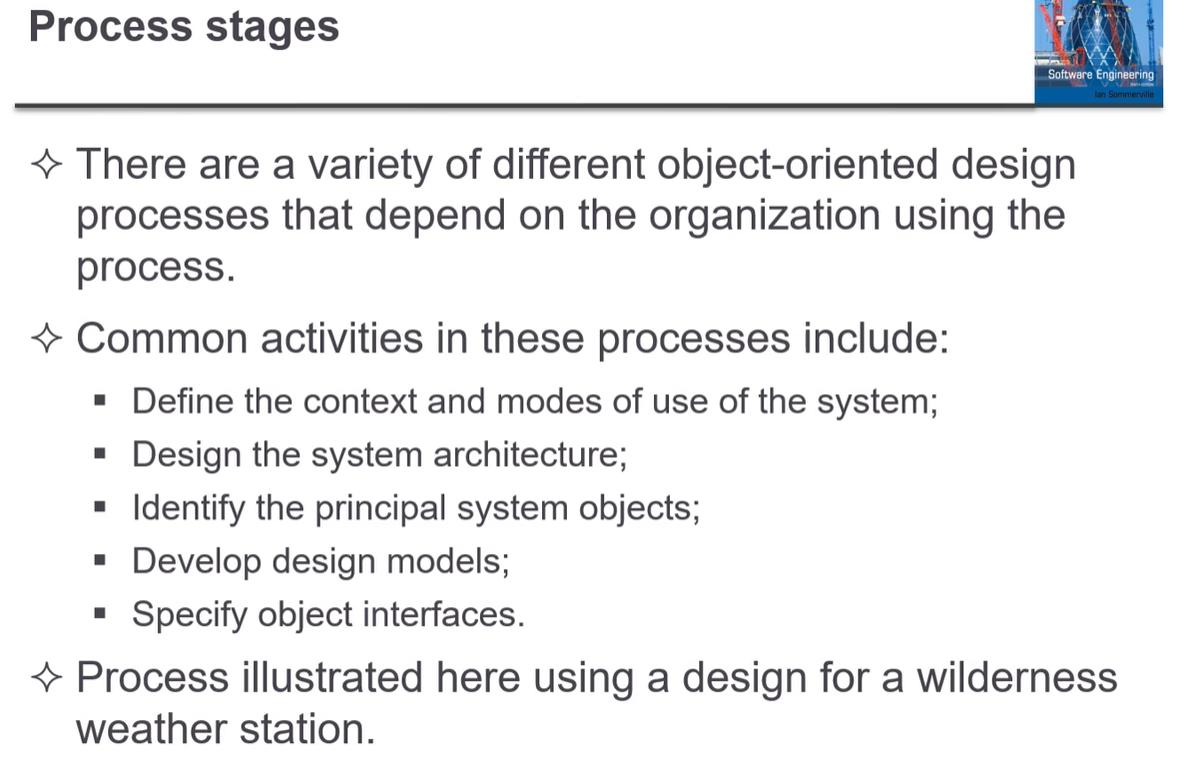 Process stages
Software Engineering
Ian Sommerville
✧ There are a variety of different object-oriented design
processes that depend on the organization using the
process.
✧ Common activities in these processes include:
▪ Define the context and modes of use of the system;
▪ Design the system architecture;
▪ Identify the principal system objects;
▪ Develop design models;
▪ Specify object interfaces.
✧ Process illustrated here using a design for a wilderness
weather station.